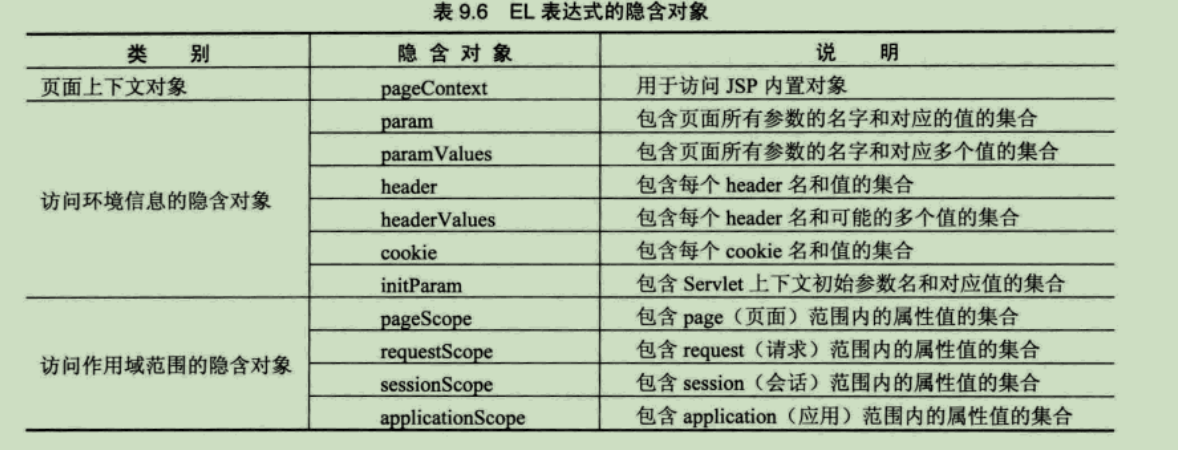 表 9.6 EL 表达式的隐含对象
类 别 隐 含 对 象 说 明
页面上下文对象 pageContext 用于访问 JSP 内置对象
param 包含页面所有参数的名字和对应的值的集合
paramValues 包含页面所有参数的名字和对应多个值的集合
访问环境信息的隐含对象 header 包含每个 header 名和值的集合
headerValues 包含每个 header 名和可能的多个值的集合
cookie 包含每个 cookie 名和值的集合
initParam 包含 Servlet 上下文初始参数名和对应值的集合
pageScope 包含 page（页面）范围内的属性值的集合
访问作用域范围的隐含对象 requestScope 包含 request（请求）范围内的属性值的集合
sessionScope 包含 session（会话）范围内的属性值的集合
applicationScope 包含 application（应用）范围内的属性值的集合